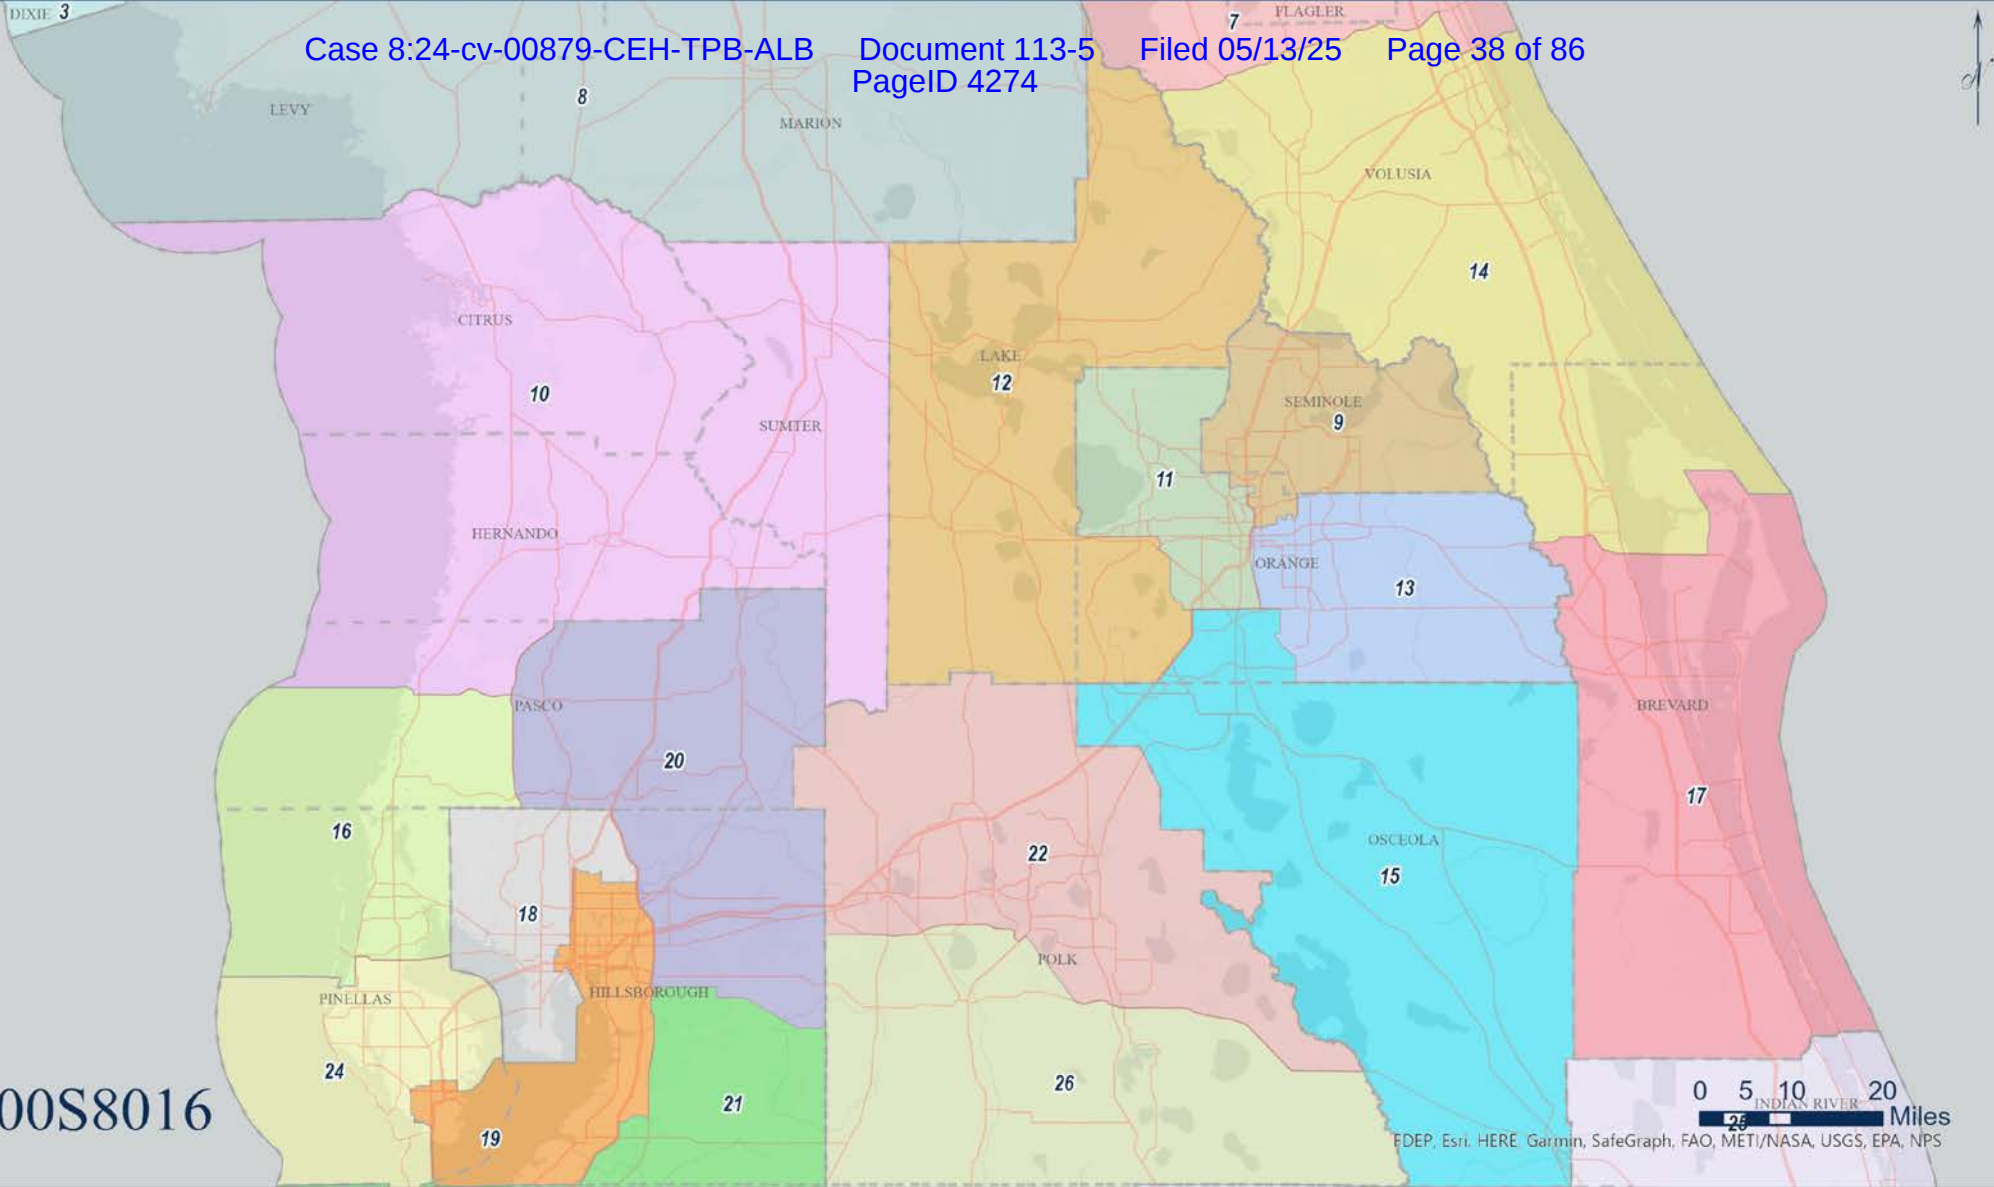 DIXIE 3
7 FLAGLER
Case 8:24-cv-00879-CEH-TPB-ALB Document 113-5 Filed 05/13/25 Page 38 of 86
PageID 4274
N
8
LEVY
MARION
VOLUSIA
14
CITRUS
LAKE
12
10
SEMINOLE
9
SUMTER
11
HERNANDO
ORANGE
13
PASCO
BREVARD
20
17
16
OSCEOLA
22
15
18
POLK
HILLSBOROUGH
PINELLAS
24
26
21
00S8016
19
0 5 10 20
INDIAN RIVER
Miles
25
FDEP, Esri, HERE, Garmin, SafeGraph, FAO, METI/NASA, USGS, EPA, NPS